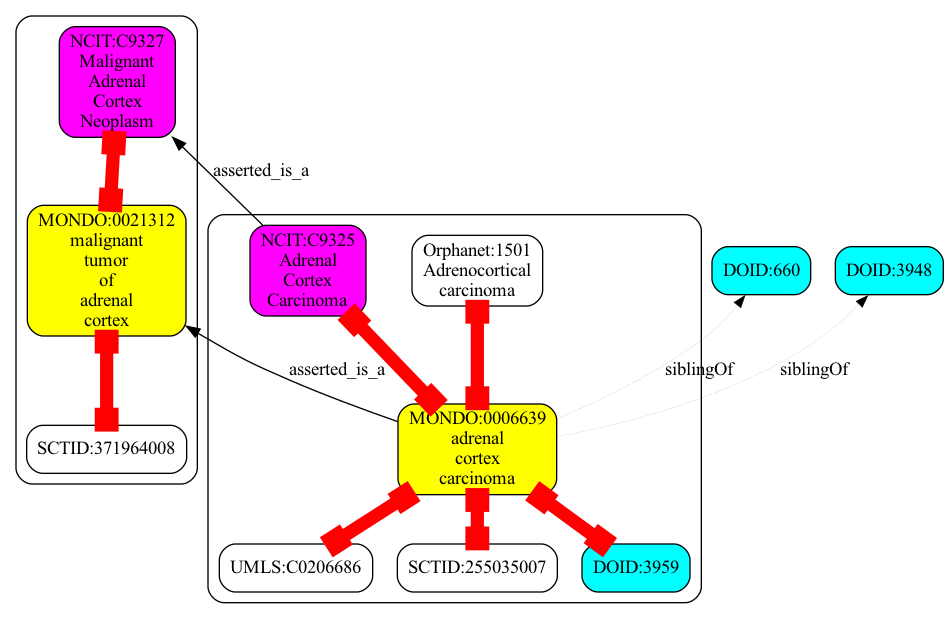 NCIT:C9327
Malignant
Adrenal
Cortex
Neoplasm
asserted_is_a
MONDO:0021312
malignant
tumor
of
adrenal
cortex
NCIT:C9325
Adrenal
Cortex
Carcinoma
Orphanet:1501
Adrenocortical
carcinoma
DOID:660
DOID:3948
asserted_is_a
siblingOf
siblingOf
MONDO:0006639
adrenal
cortex
carcinoma
SCTID:371964008
UMLS:C0206686
SCTID:255035007
DOID:3959